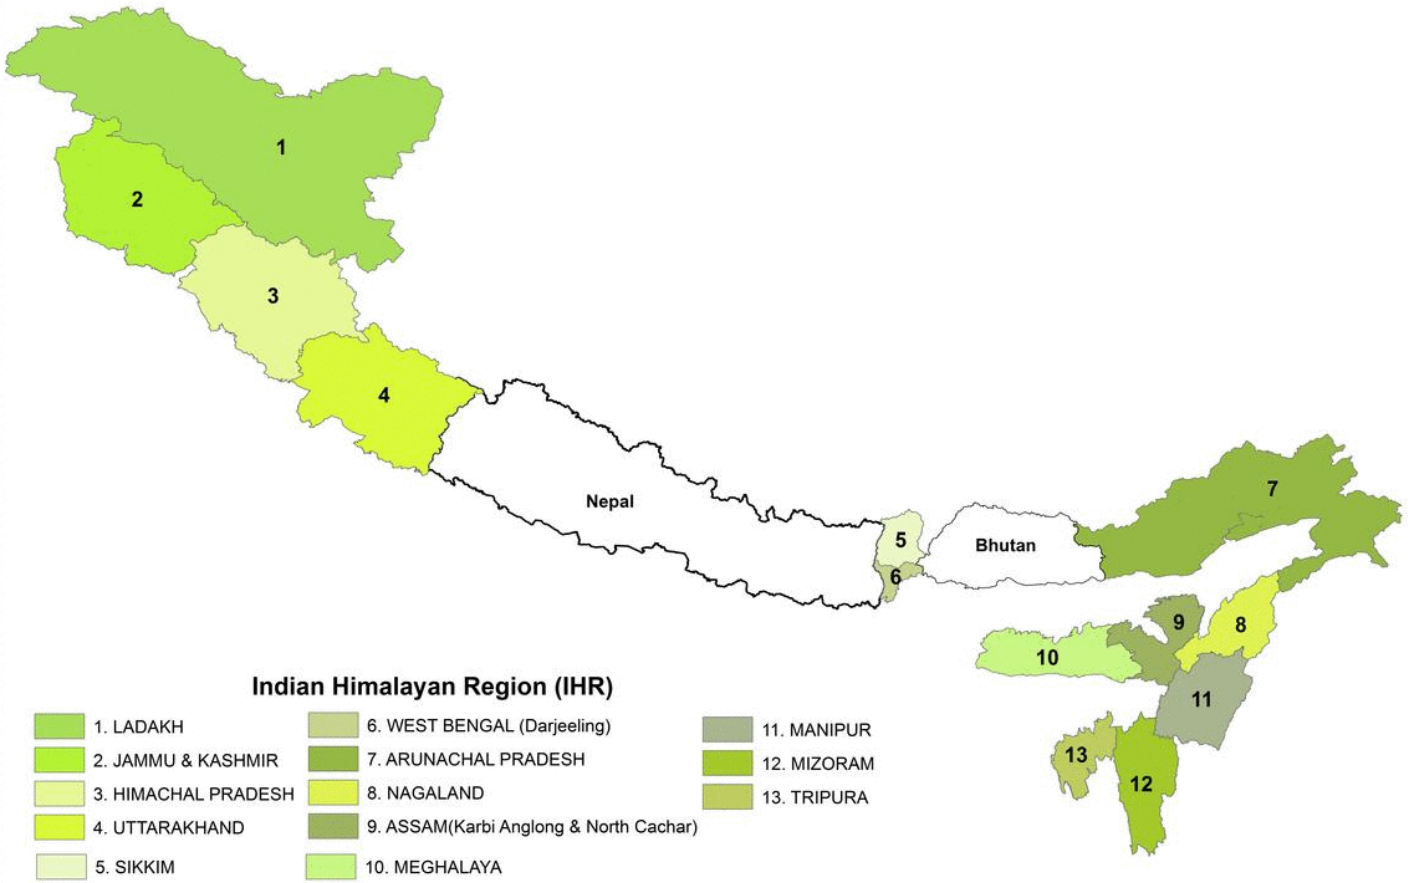 1
2
3
4
Nepal
5
6
Bhutan
7
8
9
10
11
12
13
Indian Himalayan Region (IHR)
1. LADAKH
2. JAMMU & KASHMIR
3. HIMACHAL PRADESH
4. UTTARAKHAND
5. SIKKIM
6. WEST BENGAL (Darjeeling)
7. ARUNACHAL PRADESH
8. NAGALAND
9. ASSAM(Karbi Anglong & North Cachar)
10. MEGHALAYA
11. MANIPUR
12. MIZORAM
13. TRIPURA